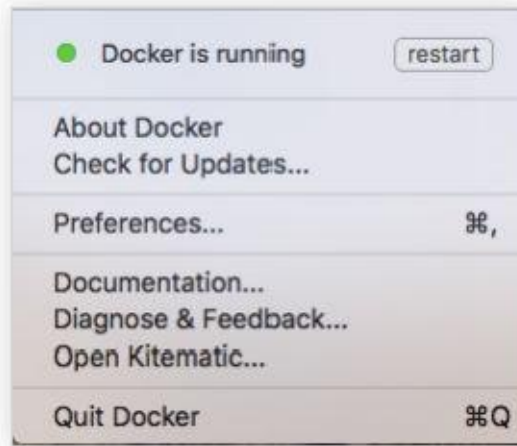 Docker is running restart
About Docker
Check for Updates...
Preferences... ⌘,
Documentation...
Diagnose & Feedback...
Open Kitematic...
Quit Docker ⌘Q